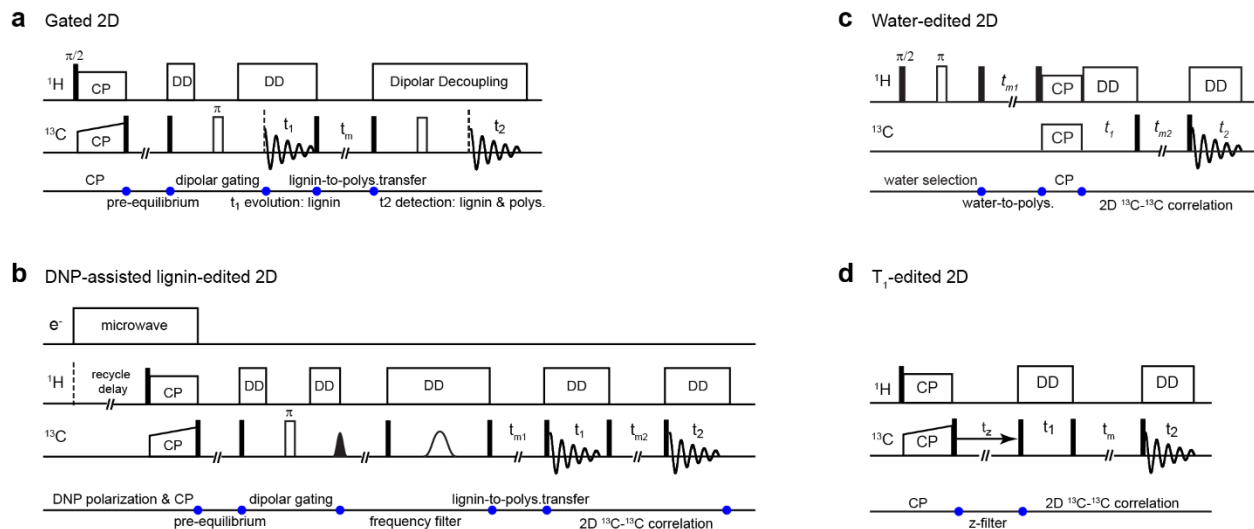 a Gated 2D
π/2
¹H CP DD DD Dipolar Decoupling
π
¹³C CP t₁ tₘ t₂
CP dipolar gating lignin-to-polys.transfer
pre-equilibrium t₁ evolution: lignin t2 detection: lignin & polys.
b DNP-assisted lignin-edited 2D
e⁻ microwave
¹H recycle delay CP DD DD DD DD DD
π
¹³C CP tₘ₁ t₁ tₘ₂ t₂
DNP polarization & CP dipolar gating lignin-to-polys.transfer
pre-equilibrium frequency filter 2D ¹³C-¹³C correlation
c Water-edited 2D
π/2 π
¹H tₘ₁ CP DD DD
¹³C CP t₁ tₘ₂ t₂
water selection CP
water-to-polys. 2D ¹³C-¹³C correlation
d T₁-edited 2D
¹H CP DD DD
¹³C CP t_z t₁ tₘ t₂
CP 2D ¹³C-¹³C correlation
z-filter